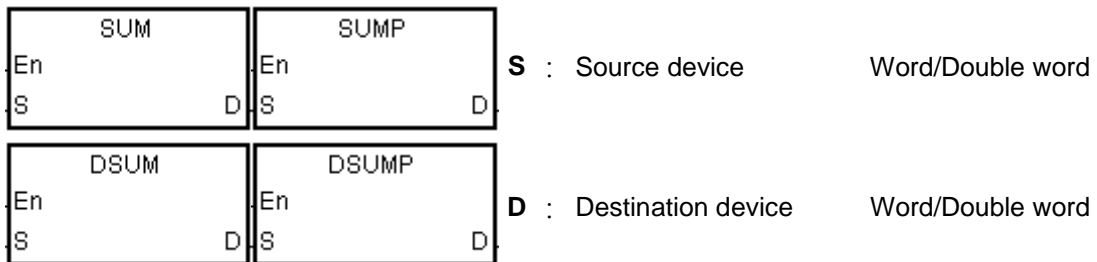 SUM SUMP
En En S : Source device Word/Double word
S D S D
DSUM DSUMP
En En D : Destination device Word/Double word
S D S D